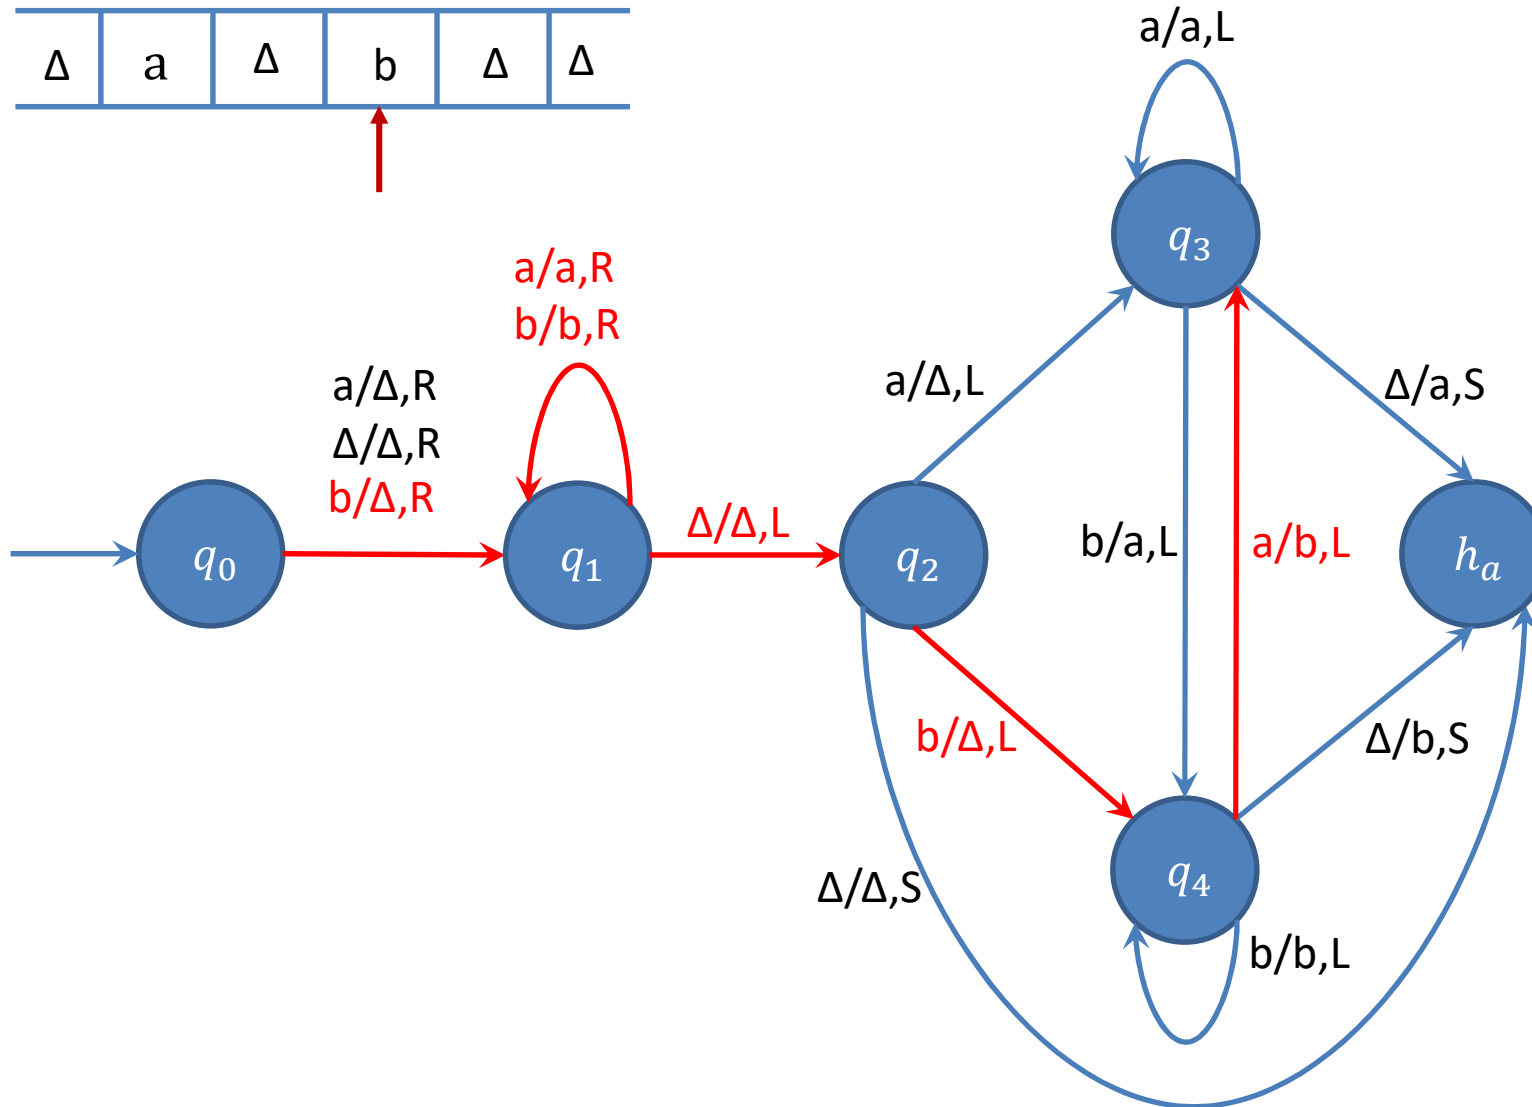 Δ a Δ b Δ Δ
a/a,L
q₃
a/a,R
b/b,R
a/Δ,R
Δ/Δ,R
b/Δ,R
a/Δ,L
Δ/a,S
q₀
q₁
Δ/Δ,L
q₂
b/a,L
a/b,L
hₐ
b/Δ,L
Δ/b,S
Δ/Δ,S
q₄
b/b,L